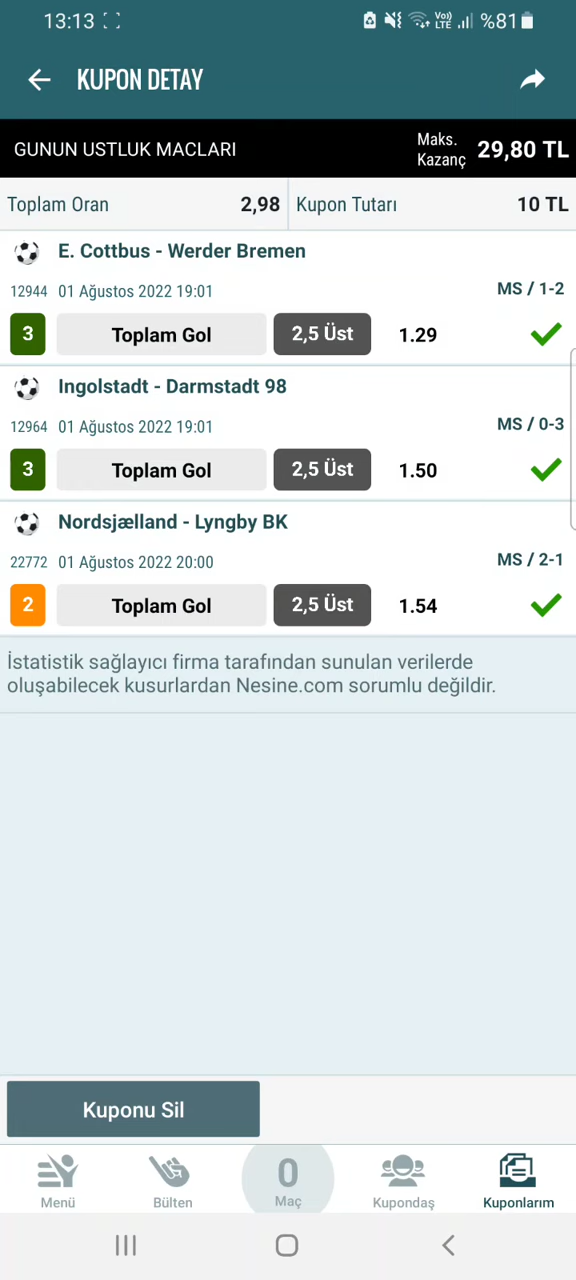 13:13 %81
KUPON DETAY
GUNUN USTLUK MACLARI Maks. Kazanç 29,80 TL
Toplam Oran 2,98 Kupon Tutarı 10 TL
E. Cottbus - Werder Bremen
12944 01 Ağustos 2022 19:01 MS / 1-2
3 Toplam Gol 2,5 Üst 1.29
Ingolstadt - Darmstadt 98
12964 01 Ağustos 2022 19:01 MS / 0-3
3 Toplam Gol 2,5 Üst 1.50
Nordsjælland - Lyngby BK
22772 01 Ağustos 2022 20:00 MS / 2-1
2 Toplam Gol 2,5 Üst 1.54
İstatistik sağlayıcı firma tarafından sunulan verilerde
oluşabilecek kusurlardan Nesine.com sorumlu değildir.
Kuponu Sil
0
Menü Bülten Maç Kupondaş Kuponlarım